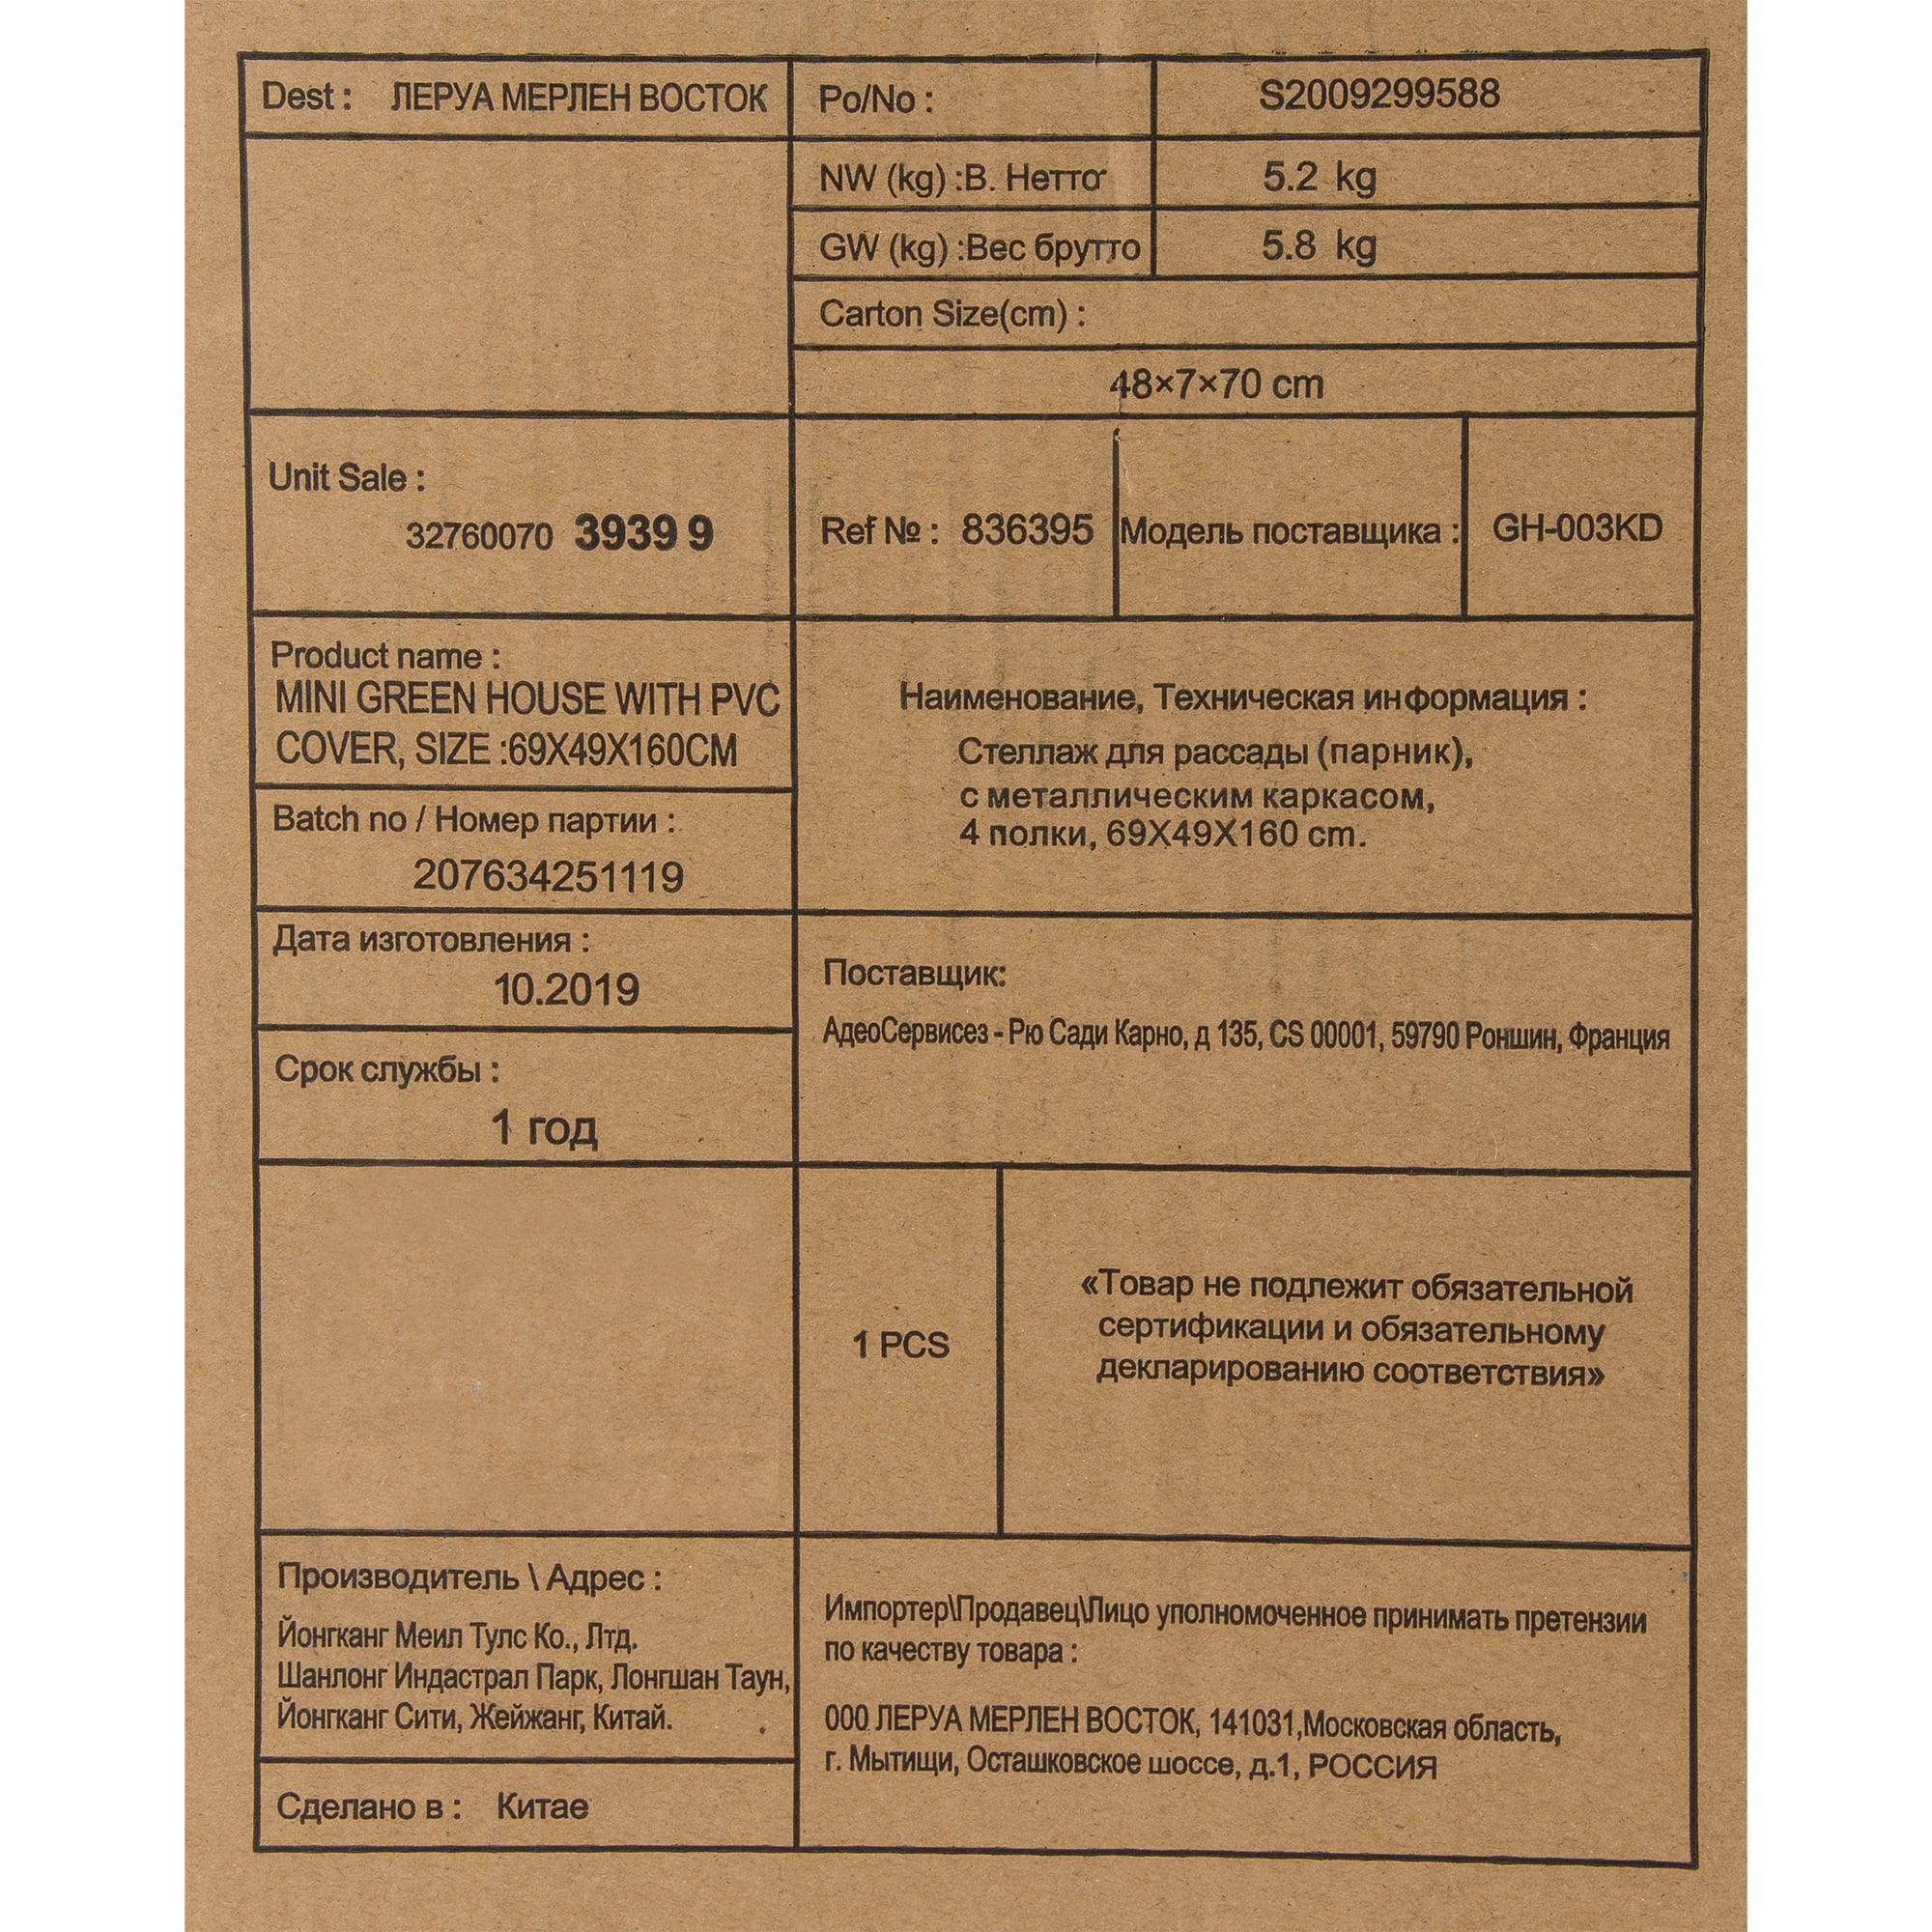 Dest : ЛЕРУА МЕРЛЕН ВОСТОК
Po/No : S2009299588
NW (kg) :В. Нетто 5.2 kg
GW (kg) :Вес брутто 5.8 kg
Carton Size(cm) :
48×7×70 cm
Unit Sale :
32760070 3939 9
Ref № : 836395
Модель поставщика :
GH-003KD
Product name :
MINI GREEN HOUSE WITH PVC
COVER, SIZE :69X49X160CM
Наименование, Техническая информация :
Стеллаж для рассады (парник),
с металлическим каркасом,
4 полки, 69X49X160 cm.
Batch no / Номер партии :
207634251119
Дата изготовления :
10.2019
Поставщик:
АдеоСервисез - Рю Сади Карно, д 135, CS 00001, 59790 Роншин, Франция
Срок службы :
1 год
1 PCS
«Товар не подлежит обязательной
сертификации и обязательному
декларированию соответствия»
Производитель \ Адрес :
Йонгканг Меил Тулс Ко., Лтд.
Шанлонг Индастрал Парк, Лонгшан Таун,
Йонгканг Сити, Жейжанг, Китай.
Сделано в : Китае
Импортер\Продавец\Лицо уполномоченное принимать претензии
по качеству товара :
ООО ЛЕРУА МЕРЛЕН ВОСТОК, 141031,Московская область,
г. Мытищи, Осташковское шоссе, д.1, РОССИЯ